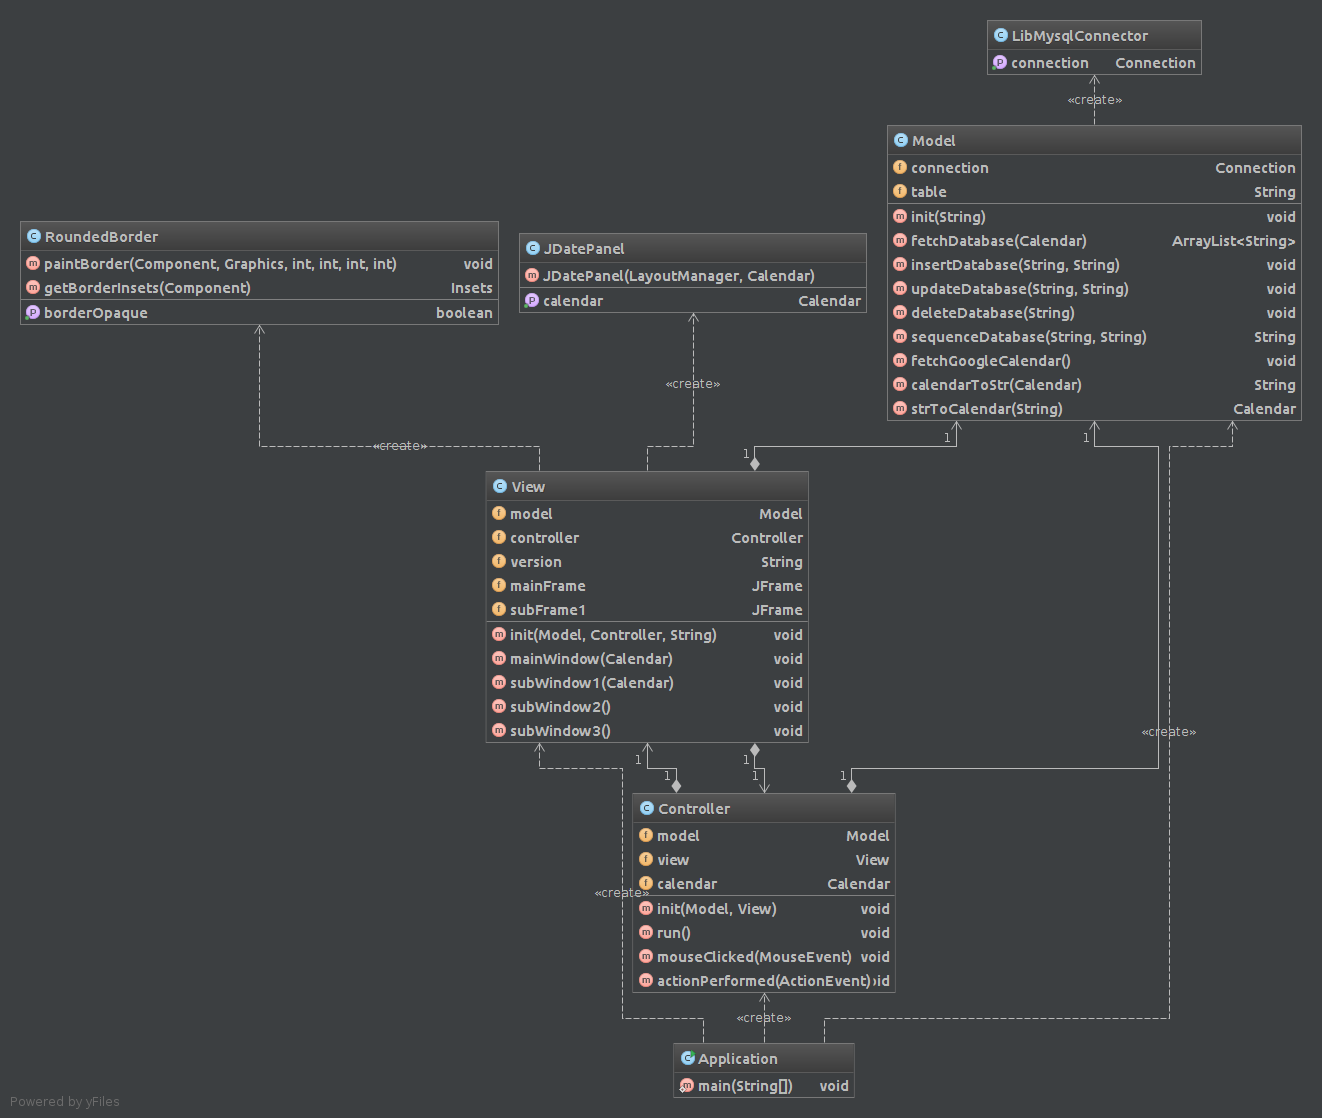 LibMysqlConnector
connection Connection
«create»
Model
connection Connection
table String
init(String) void
fetchDatabase(Calendar) ArrayList<String>
insertDatabase(String, String) void
updateDatabase(String, String) void
deleteDatabase(String) void
sequenceDatabase(String, String) String
fetchGoogleCalendar() void
calendarToStr(Calendar) String
strToCalendar(String) Calendar
RoundedBorder
paintBorder(Component, Graphics, int, int, int, int) void
getBorderInsets(Component) Insets
borderOpaque boolean
JDatePanel
JDatePanel(LayoutManager, Calendar)
calendar Calendar
«create»
«create»
1
1
1
View
model Model
controller Controller
version String
mainFrame JFrame
subFrame1 JFrame
init(Model, Controller, String) void
mainWindow(Calendar) void
subWindow1(Calendar) void
subWindow2() void
subWindow3() void
«create»
1
1
1
1
1
Controller
model Model
view View
calendar Calendar
init(Model, View) void
run() void
mouseClicked(MouseEvent) void
actionPerformed(ActionEvent) oid
«create»
«create»
Application
main(String[]) void
Powered by yFiles